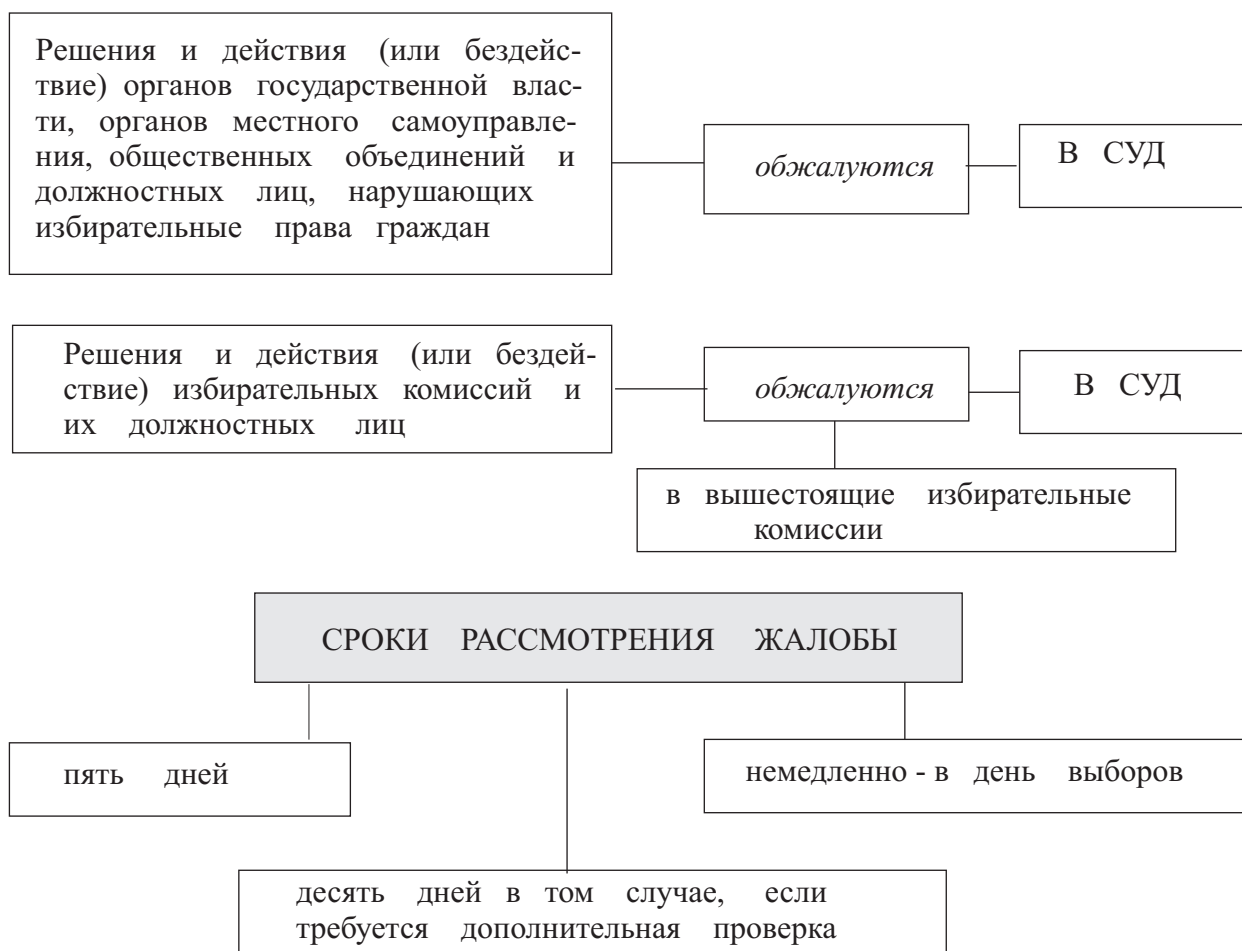 Решения и действия (или бездейс-
твие) органов государственной влас-
ти, органов местного самоуправле-
ния, общественных объединений и
должностных лиц, нарушающих
избирательные права граждан
обжалуются
В СУД
Решения и действия (или бездей-
ствие) избирательных комиссий и
их должностных лиц
обжалуются
В СУД
в вышестоящие избирательные
комиссии
СРОКИ РАССМОТРЕНИЯ ЖАЛОБЫ
пять дней
немедленно - в день выборов
десять дней в том случае, если
требуется дополнительная проверка